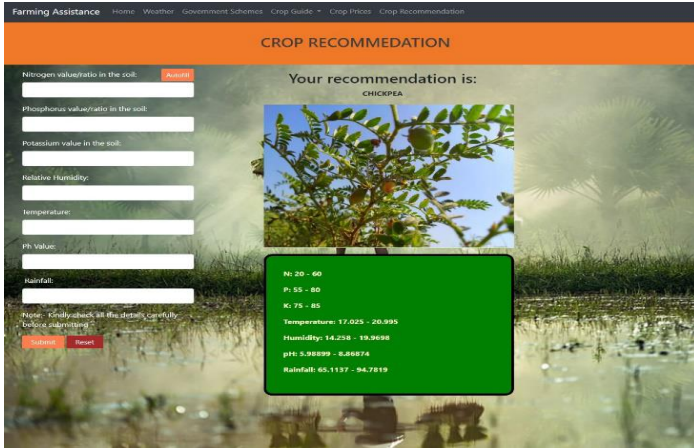 Farming Assistance Home Weather Government Schemes Crop Guide Crop Prices Crop Recommendation
CROP RECOMMEDATION
Nitrogen value/ratio in the soil: Autofill
Phosphorus value/ratio in the soil:
Potassium value in the soil:
Relative Humidity:
Temperature:
Ph Value:
Rainfall:
Note:- Kindly check all the details carefully
before submitting -
Submit Reset
Your recommendation is:
CHICKPEA
N: 20 - 60
P: 55 - 80
K: 75 - 85
Temperature: 17.025 - 20.995
Humidity: 14.258 - 19.9698
pH: 5.98899 - 8.86874
Rainfall: 65.1137 - 94.7819